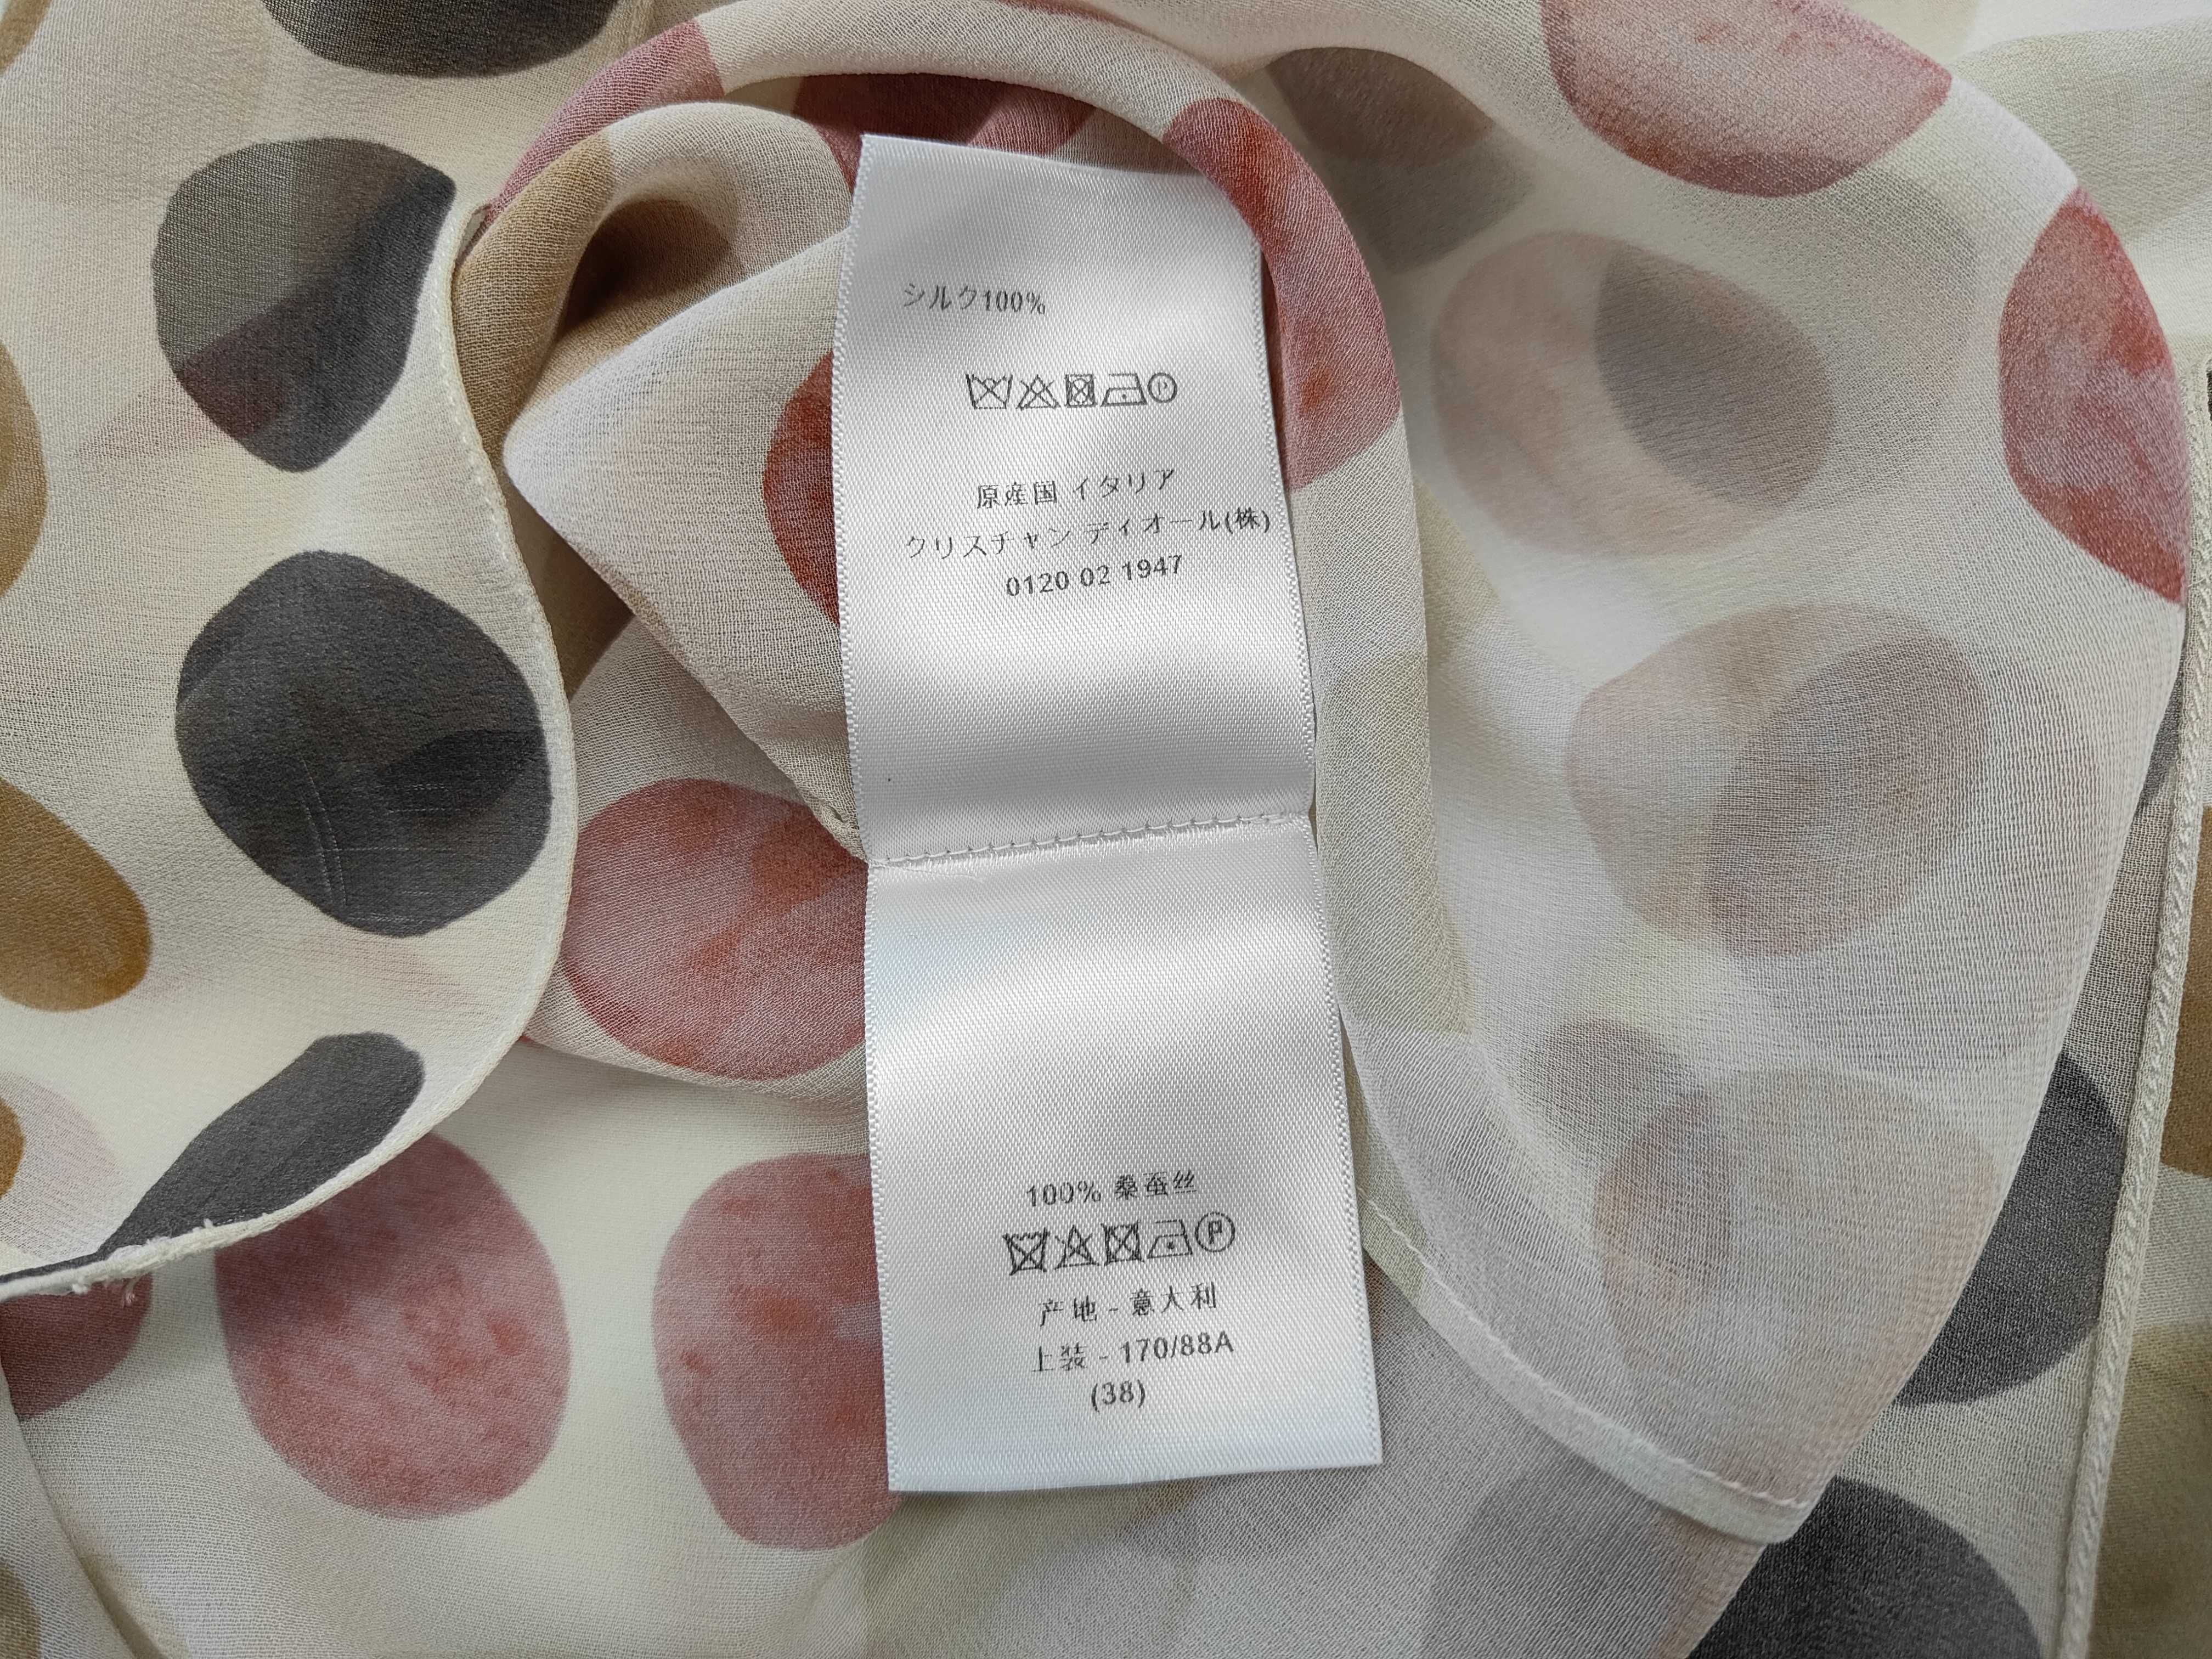 シルク100%
原産国 イタリア
クリスチャン ディオール(株)
0120 02 1947
100% 桑蚕丝
P
产地 - 意大利
上装 - 170/88A
(38)